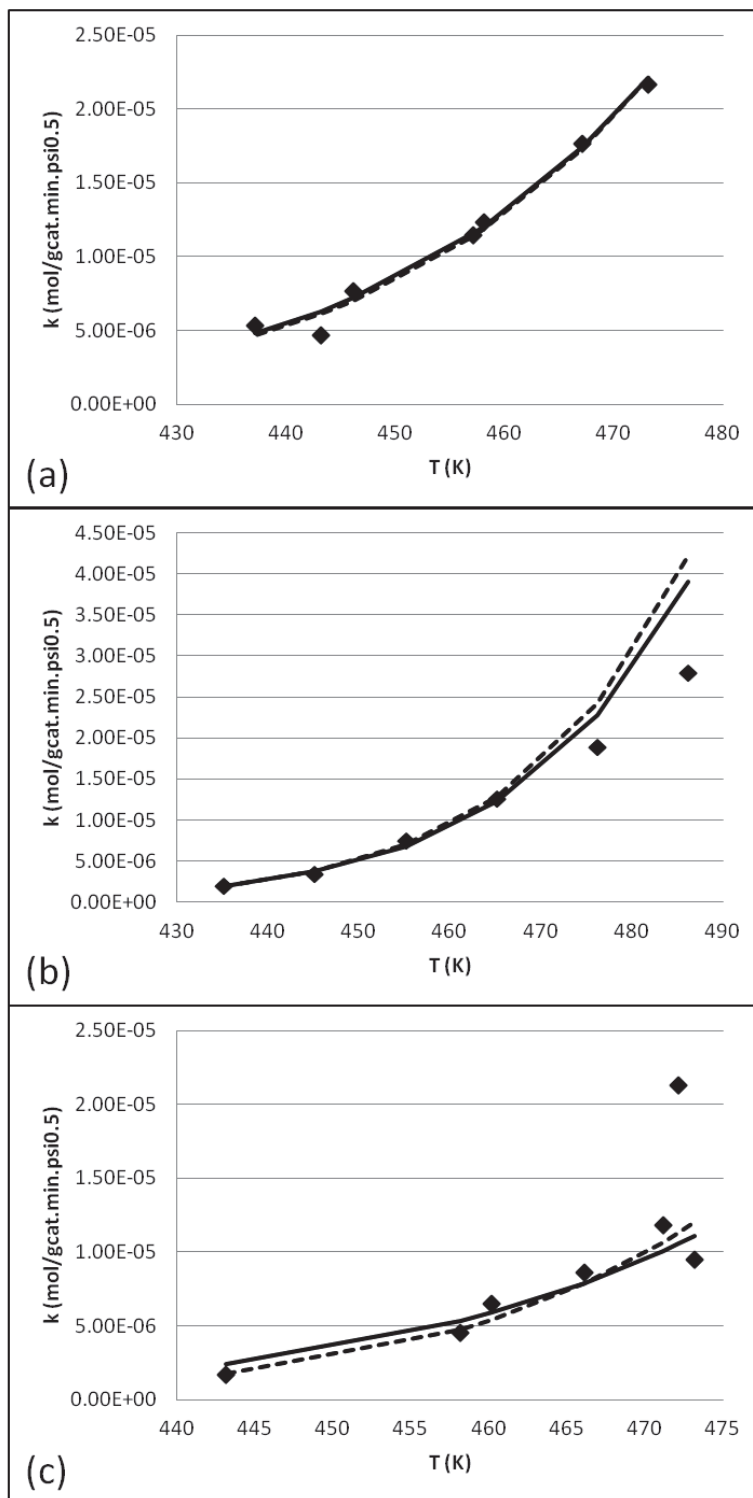 2.50E-05
2.00E-05
1.50E-05
1.00E-05
5.00E-06
0.00E+00
k (mol/gcat.min.psi0.5)
430 440 450 460 470 480
T (K)
(a)
4.50E-05
4.00E-05
3.50E-05
3.00E-05
2.50E-05
2.00E-05
1.50E-05
1.00E-05
5.00E-06
0.00E+00
k (mol/gcat.min.psi0.5)
430 440 450 460 470 480 490
T (K)
(b)
2.50E-05
2.00E-05
1.50E-05
1.00E-05
5.00E-06
0.00E+00
k (mol/gcat.min.psi0.5)
440 445 450 455 460 465 470 475
T (K)
(c)